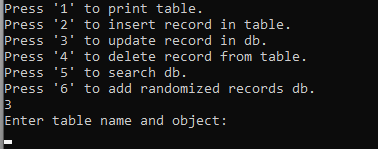 Press '1' to print table.
Press '2' to insert record in table.
Press '3' to update record in db.
Press '4' to delete record from table.
Press '5' to search db.
Press '6' to add randomized records db.
3
Enter table name and object: